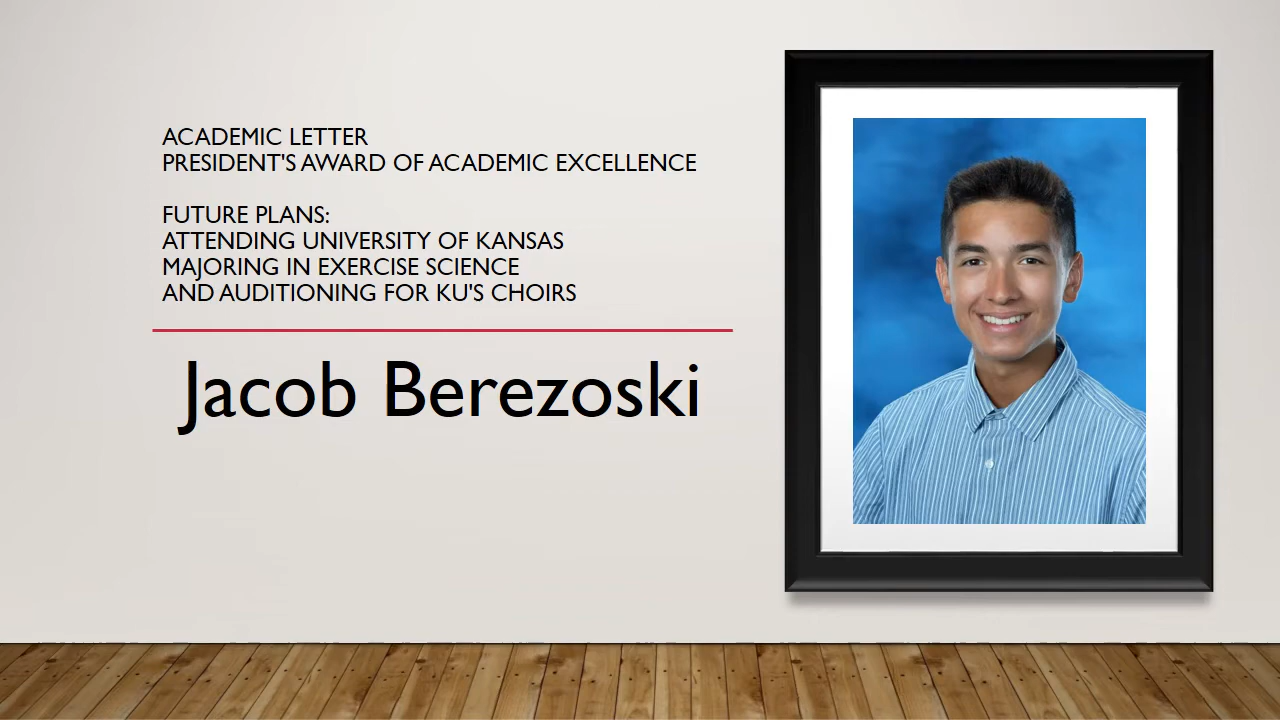 ACADEMIC LETTER
PRESIDENT'S AWARD OF ACADEMIC EXCELLENCE
FUTURE PLANS:
ATTENDING UNIVERSITY OF KANSAS
MAJORING IN EXERCISE SCIENCE
AND AUDITIONING FOR KU'S CHOIRS
Jacob Berezoski